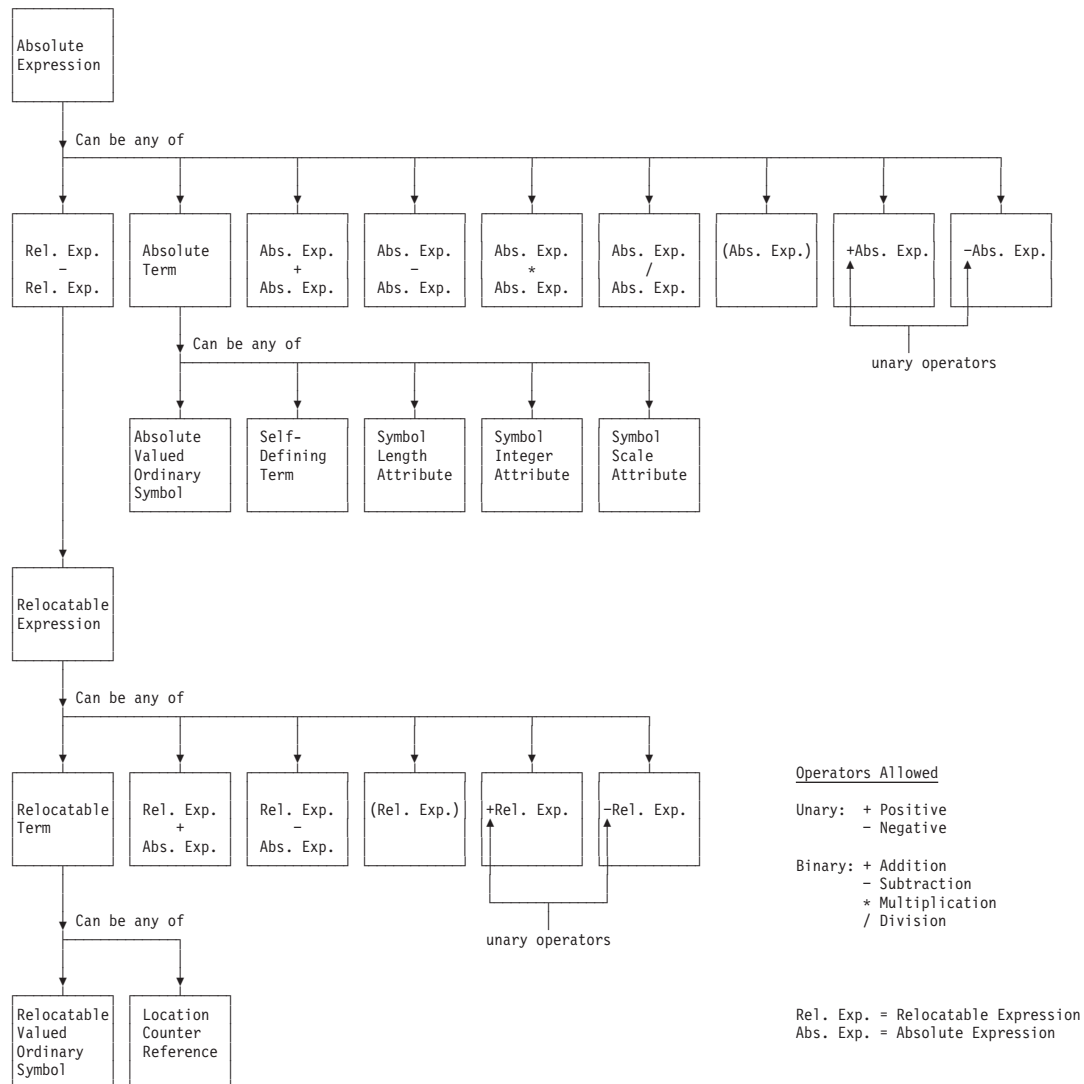 Absolute
Expression
Can be any of
Rel. Exp.
–
Rel. Exp.
Absolute
Term
Abs. Exp.
+
Abs. Exp.
Abs. Exp.
–
Abs. Exp.
Abs. Exp.
*
Abs. Exp.
Abs. Exp.
/
Abs. Exp.
(Abs. Exp.)
+Abs. Exp.
–Abs. Exp.
unary operators
Can be any of
Absolute
Valued
Ordinary
Symbol
Self-
Defining
Term
Symbol
Length
Attribute
Symbol
Integer
Attribute
Symbol
Scale
Attribute
Relocatable
Expression
Can be any of
Relocatable
Term
Rel. Exp.
+
Abs. Exp.
Rel. Exp.
–
Abs. Exp.
(Rel. Exp.)
+Rel. Exp.
–Rel. Exp.
unary operators
Can be any of
Relocatable
Valued
Ordinary
Symbol
Location
Counter
Reference
Operators Allowed
Unary: + Positive
– Negative
Binary: + Addition
– Subtraction
* Multiplication
/ Division
Rel. Exp. = Relocatable Expression
Abs. Exp. = Absolute Expression